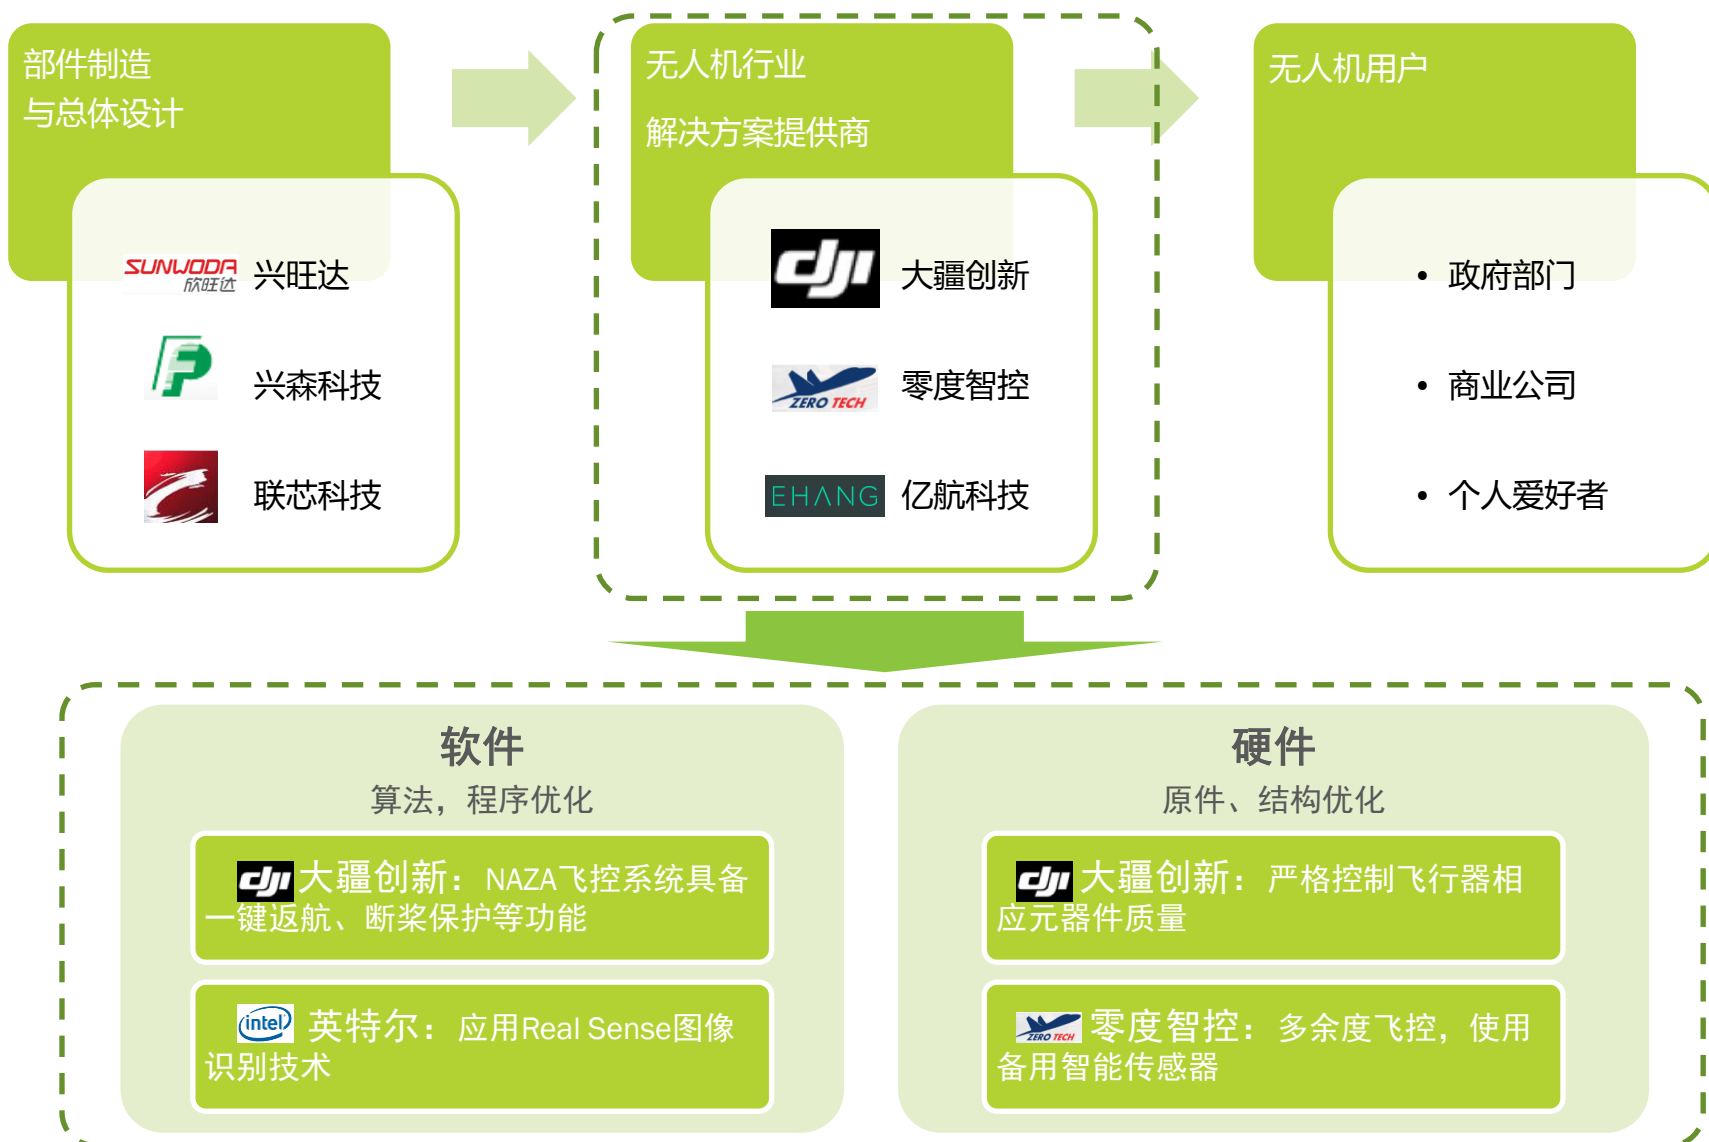 部件制造
与总体设计
SUNWODA
欣旺达
兴旺达
兴森科技
联芯科技
无人机行业
解决方案提供商
dji
大疆创新
ZERO TECH
零度智控
EHANG
亿航科技
无人机用户
• 政府部门
• 商业公司
• 个人爱好者
软件
算法，程序优化
dji 大疆创新：NAZA飞控系统具备
一键返航、断桨保护等功能
intel 英特尔：应用Real Sense图像
识别技术
硬件
原件、结构优化
dji 大疆创新：严格控制飞行器相
应元器件质量
ZERO TECH 零度智控：多余度飞控，使用
备用智能传感器